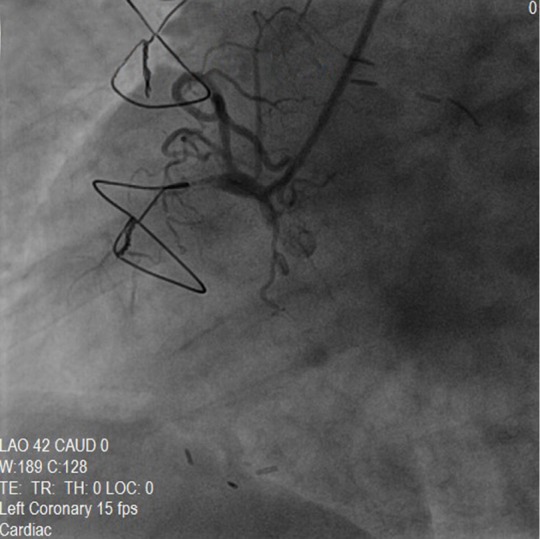 0
LAO 42 CAUD 0
W:189 C:128
TE: TR: TH: 0 LOC: 0
Left Coronary 15 fps
Cardiac